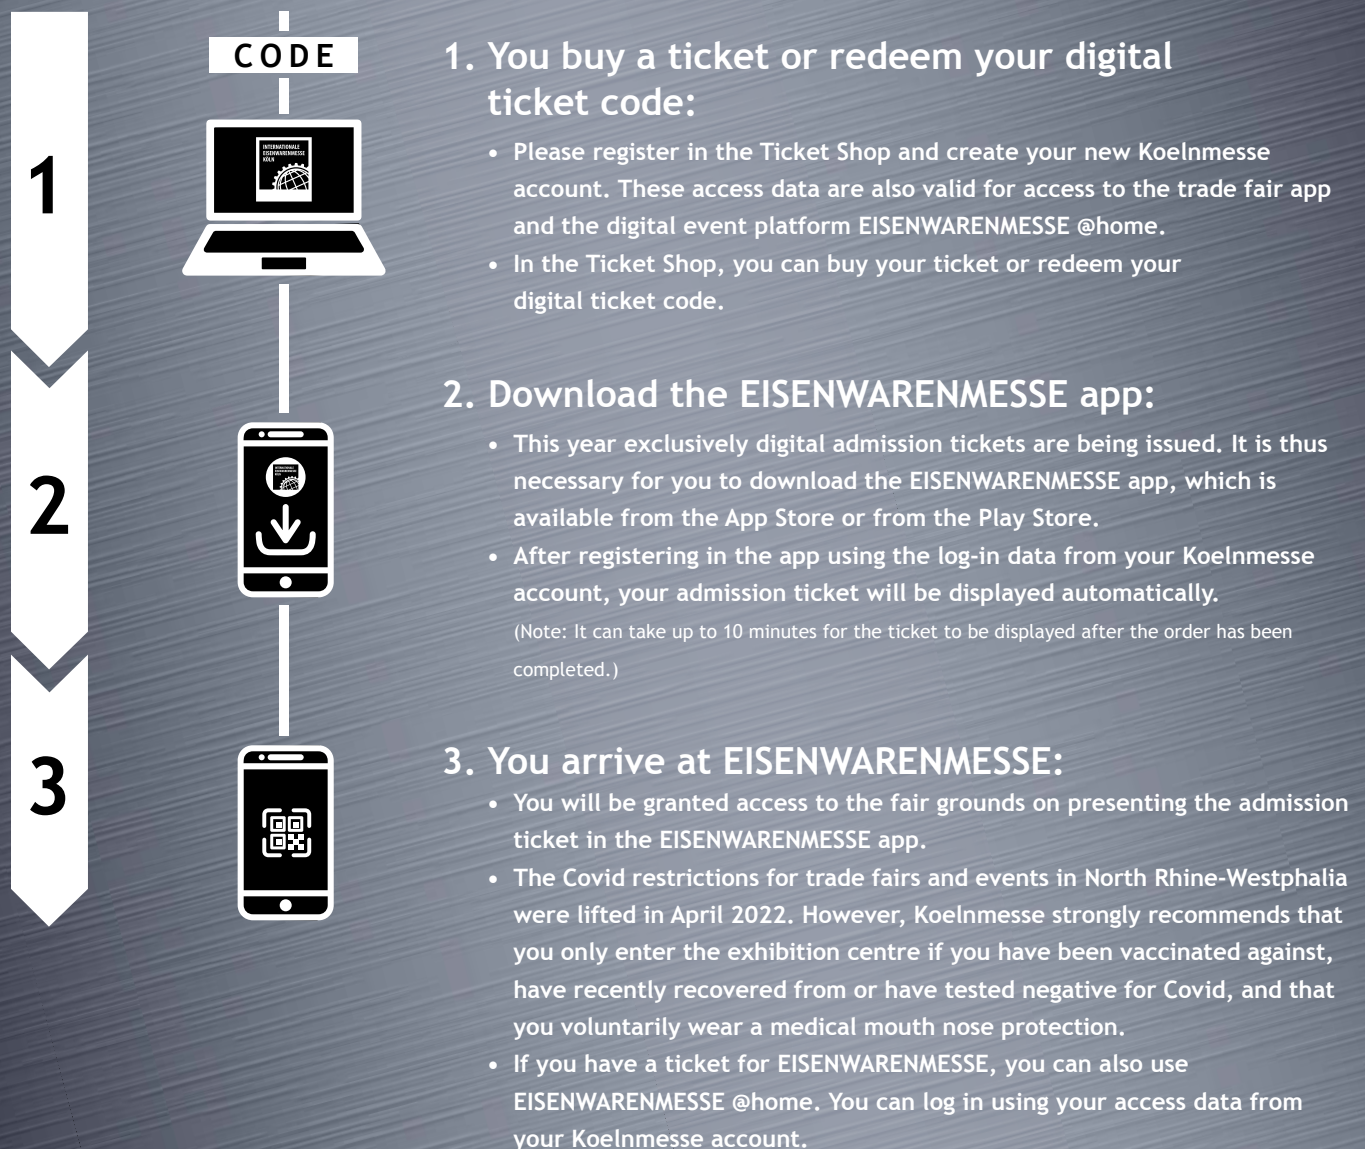 1
CODE
INTERNATIONALE
EISENWARENMESSE
KÖLN
1. You buy a ticket or redeem your digital
ticket code:
• Please register in the Ticket Shop and create your new Koelnmesse
account. These access data are also valid for access to the trade fair app
and the digital event platform EISENWARENMESSE @home.
• In the Ticket Shop, you can buy your ticket or redeem your
digital ticket code.
2
INTERNATIONALE
EISENWARENMESSE
KÖLN
2. Download the EISENWARENMESSE app:
• This year exclusively digital admission tickets are being issued. It is thus
necessary for you to download the EISENWARENMESSE app, which is
available from the App Store or from the Play Store.
• After registering in the app using the log-in data from your Koelnmesse
account, your admission ticket will be displayed automatically.
(Note: It can take up to 10 minutes for the ticket to be displayed after the order has been
completed.)
3
3. You arrive at EISENWARENMESSE:
• You will be granted access to the fair grounds on presenting the admission
ticket in the EISENWARENMESSE app.
• The Covid restrictions for trade fairs and events in North Rhine-Westphalia
were lifted in April 2022. However, Koelnmesse strongly recommends that
you only enter the exhibition centre if you have been vaccinated against,
have recently recovered from or have tested negative for Covid, and that
you voluntarily wear a medical mouth nose protection.
• If you have a ticket for EISENWARENMESSE, you can also use
EISENWARENMESSE @home. You can log in using your access data from
your Koelnmesse account.